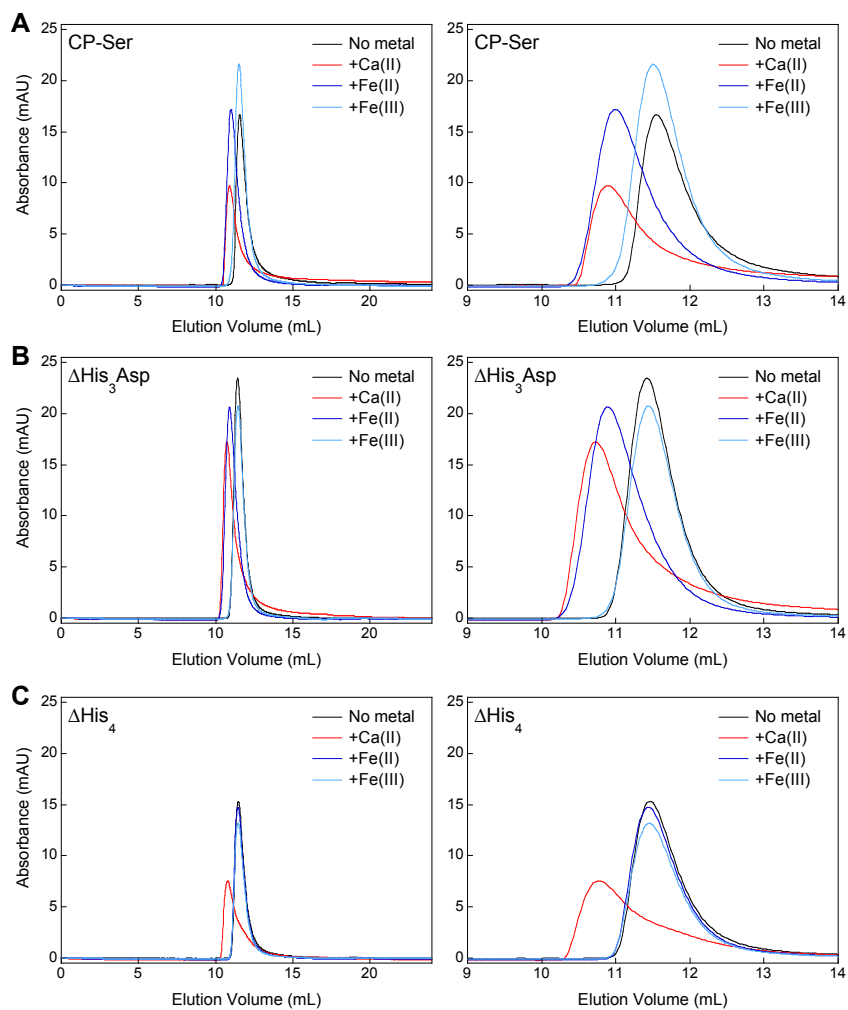 A
CP-Ser
No metal
+Ca(II)
+Fe(II)
+Fe(III)
25
20
15
10
5
0
Absorbance (mAU)
0 5 10 15 20
Elution Volume (mL)
CP-Ser
No metal
+Ca(II)
+Fe(II)
+Fe(III)
25
20
15
10
5
0
9 10 11 12 13 14
Elution Volume (mL)
B
ΔHis₃Asp
No metal
+Ca(II)
+Fe(II)
+Fe(III)
25
20
15
10
5
0
Absorbance (mAU)
0 5 10 15 20
Elution Volume (mL)
ΔHis₃Asp
No metal
+Ca(II)
+Fe(II)
+Fe(III)
25
20
15
10
5
0
9 10 11 12 13 14
Elution Volume (mL)
C
ΔHis₄
No metal
+Ca(II)
+Fe(II)
+Fe(III)
25
20
15
10
5
0
Absorbance (mAU)
0 5 10 15 20
Elution Volume (mL)
ΔHis₄
No metal
+Ca(II)
+Fe(II)
+Fe(III)
25
20
15
10
5
0
9 10 11 12 13 14
Elution Volume (mL)